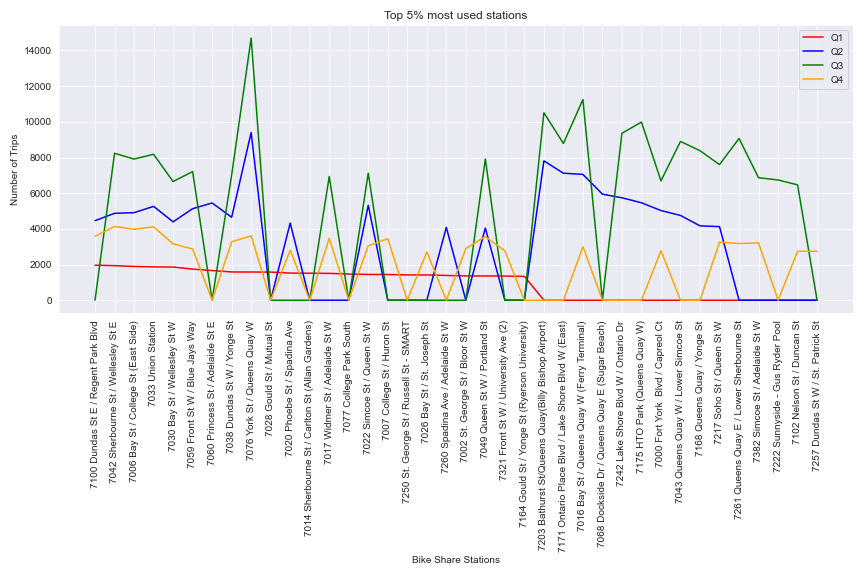 Top 5% most used stations
Number of Trips
14000
12000
10000
8000
6000
4000
2000
0
Q1
Q2
Q3
Q4
7100 Dundas St E / Regent Park Blvd
7042 Sherbourne St / Wellesley St E
7006 Bay St / College St (East Side)
7033 Union Station
7030 Bay St / Wellesley St W
7059 Front St W / Blue Jays Way
7060 Princess St / Adelaide St E
7038 Dundas St W / Yonge St
7076 York St / Queens Quay W
7028 Gould St / Mutual St
7020 Phoebe St / Spadina Ave
7014 Sherbourne St / Carlton St (Allan Gardens)
7017 Widmer St / Adelaide St W
7077 College Park South
7022 Simcoe St / Queen St W
7007 College St / Huron St
7250 St. George St / Russell St - SMART
7026 Bay St / St. Joseph St
7260 Spadina Ave / Adelaide St W
7002 St. George St / Bloor St W
7049 Queen St W / Portland St
7321 Front St W / University Ave (2)
7164 Gould St / Yonge St (Ryerson University)
7203 Bathurst St/Queens Quay(Billy Bishop Airport)
7171 Ontario Place Blvd / Lake Shore Blvd W (East)
7016 Bay St / Queens Quay W (Ferry Terminal)
7068 Dockside Dr / Queens Quay E (Sugar Beach)
7242 Lake Shore Blvd W / Ontario Dr
7175 HTO Park (Queens Quay W)
7000 Fort York  Blvd / Capreol Ct
7043 Queens Quay W / Lower Simcoe St
7168 Queens Quay / Yonge St
7217 Soho St / Queen St W
7261 Queens Quay E / Lower Sherbourne St
7382 Simcoe St / Adelaide St W
7222 Sunnyside - Gus Ryder Pool
7102 Nelson St / Duncan St
7257 Dundas St W / St. Patrick St
Bike Share Stations